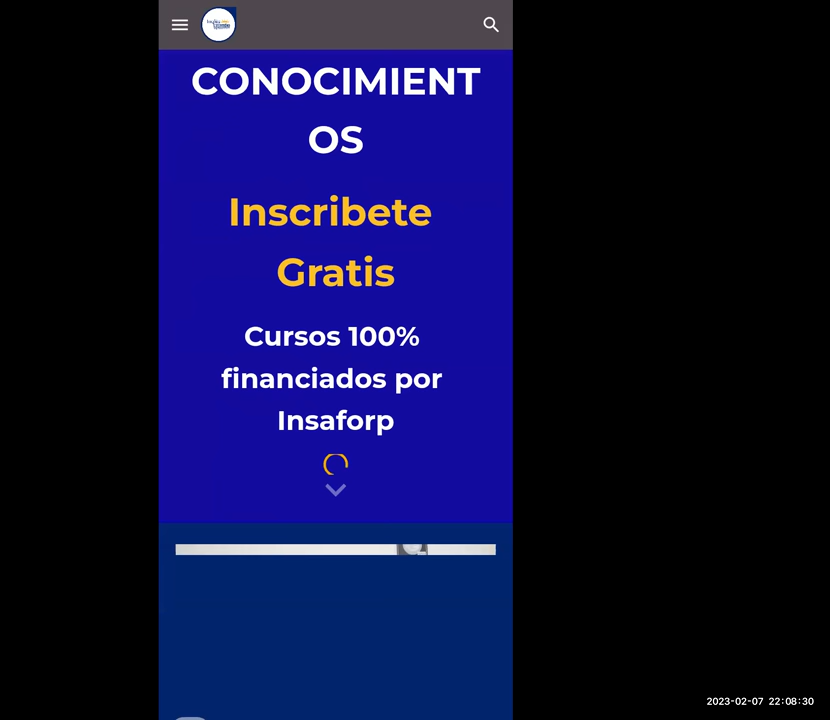 CONOCIMIENT
OS
Inscribete
Gratis
Cursos 100%
financiados por
Insaforp
2023-02-07 22:08:30